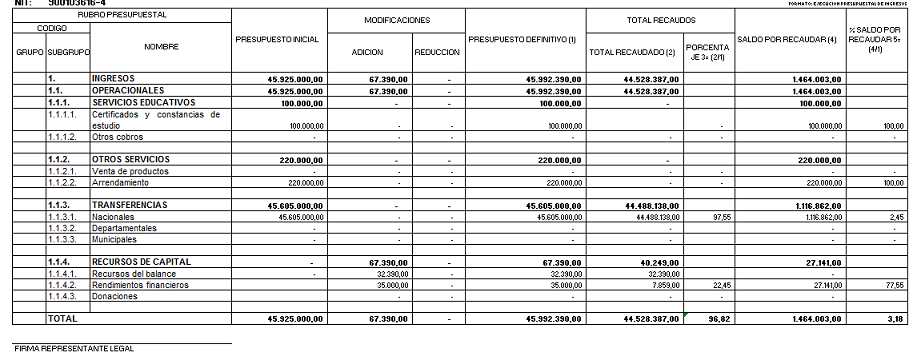 NIT: 900103616-4 FORMATO: EJECUCION PRESUPUESTAL DE INGRESOS
RUBRO PRESUPUESTAL
CODIGO
GRUPO SUBGRUPO NOMBRE
PRESUPUESTO INICIAL
MODIFICACIONES
ADICION REDUCCION
PRESUPUESTO DEFINITIVO (1)
TOTAL RECAUDOS
TOTAL RECAUDADO (2)
PORCENTA
JE 3= (2/1)
SALDO POR RECAUDAR (4)
% SALDO POR
RECAUDAR 5=
(4/1)
1. INGRESOS 45.925.000,00 67.390,00 - 45.992.390,00 44.528.387,00 1.464.003,00
1.1. OPERACIONALES 45.925.000,00 67.390,00 - 45.992.390,00 44.528.387,00 1.464.003,00
1.1.1. SERVICIOS EDUCATIVOS 100.000,00 - - 100.000,00 - 100.000,00
1.1.1.1. Certificados y constancias de
estudio 100.000,00 - - 100.000,00 - - 100.000,00 100,00
1.1.1.2. Otros cobros - - - - - - - -
1.1.2. OTROS SERVICIOS 220.000,00 - - 220.000,00 - 220.000,00
1.1.2.1. Venta de productos - - - - - - -
1.1.2.2. Arrendamiento 220.000,00 - - 220.000,00 - - 220.000,00 100,00
1.1.3. TRANSFERENCIAS 45.605.000,00 - - 45.605.000,00 44.488.138,00 1.116.862,00
1.1.3.1. Nacionales 45.605.000,00 - - 45.605.000,00 44.488.138,00 97,55 1.116.862,00 2,45
1.1.3.2. Departamentales - - - - - - - -
1.1.3.3. Municipales - - - - - - - -
1.1.4. RECURSOS DE CAPITAL - 67.390,00 - 67.390,00 40.249,00 27.141,00
1.1.4.1. Recursos del balance - 32.390,00 - 32.390,00 32.390,00 -
1.1.4.2. Rendimientos financieros 35.000,00 - 35.000,00 7.859,00 22,45 27.141,00 77,55
1.1.4.3. Donaciones - - - - - -
TOTAL 45.925.000,00 67.390,00 - 45.992.390,00 44.528.387,00 96,82 1.464.003,00 3,18
FIRMA REPRESENTANTE LEGAL